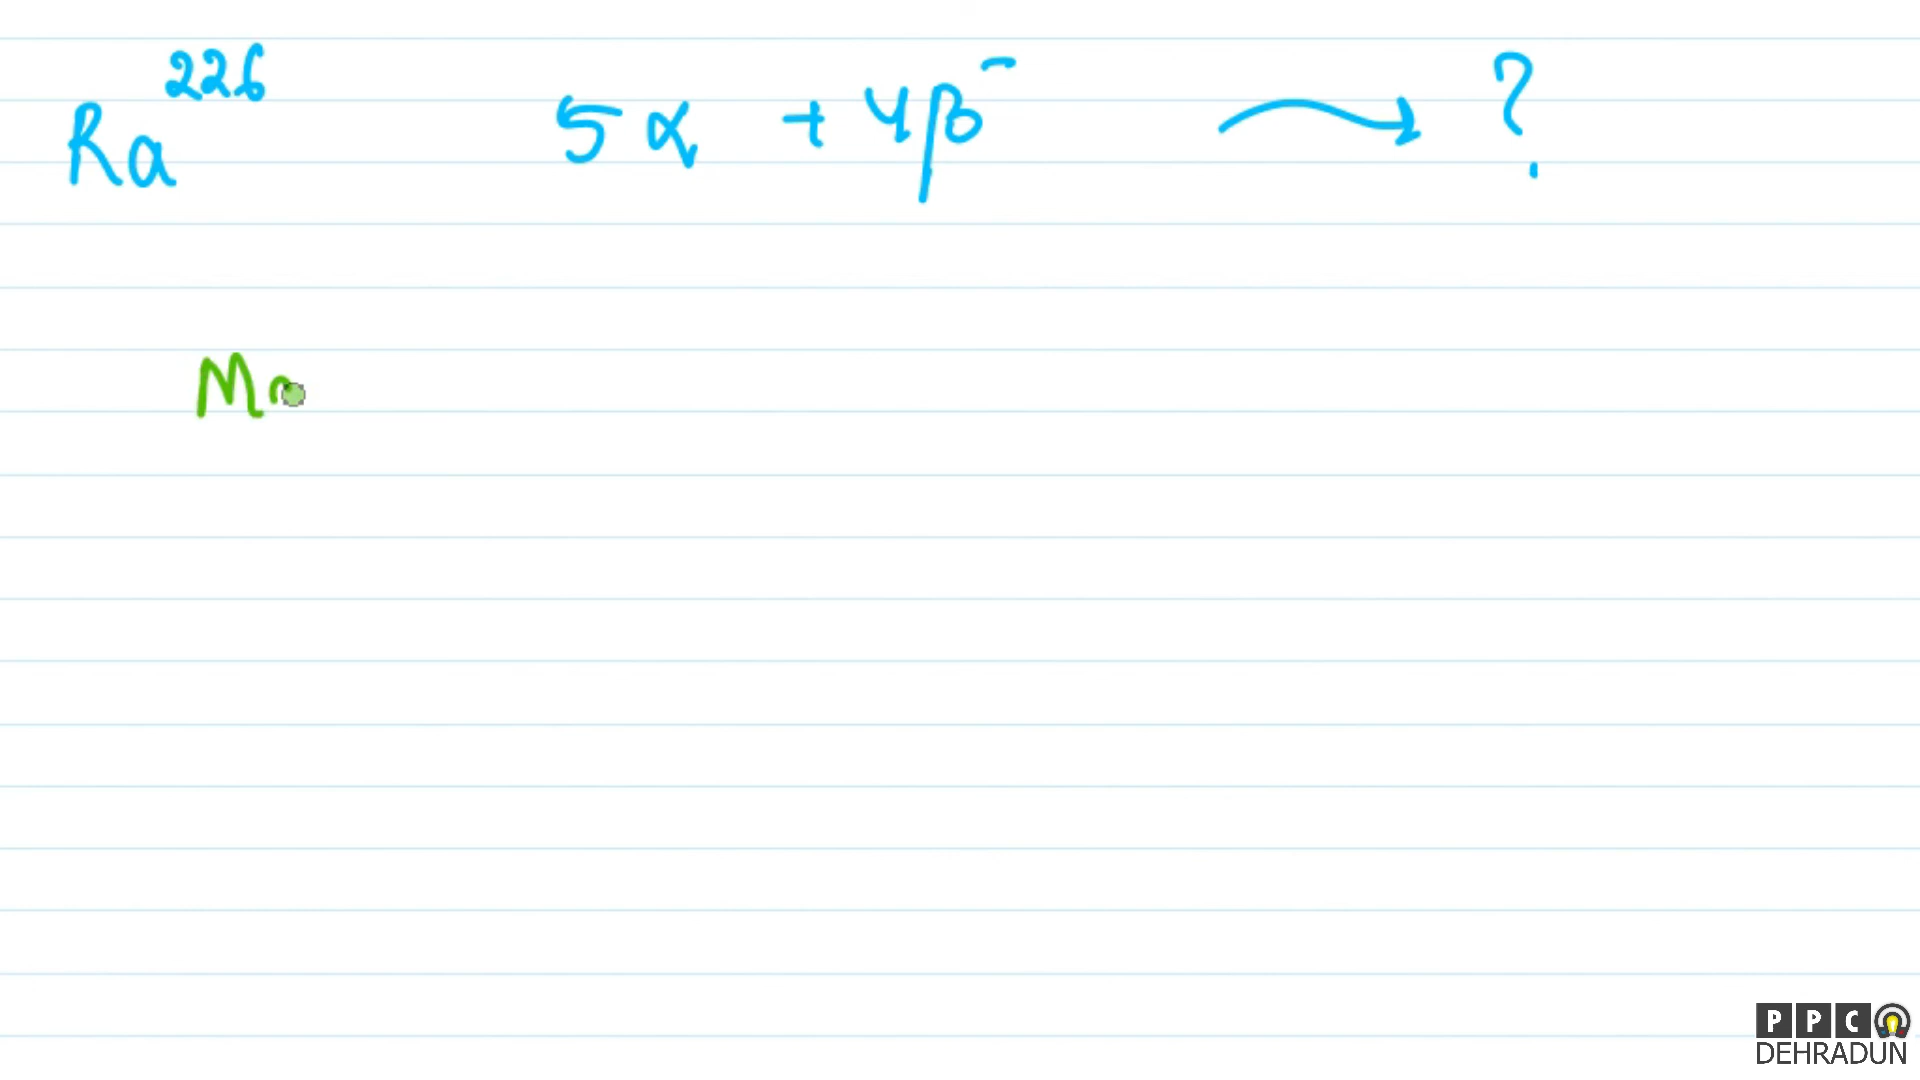 Ra²²⁶ 5α + 4β⁻ → ?
M
PPC
DEHRADUN